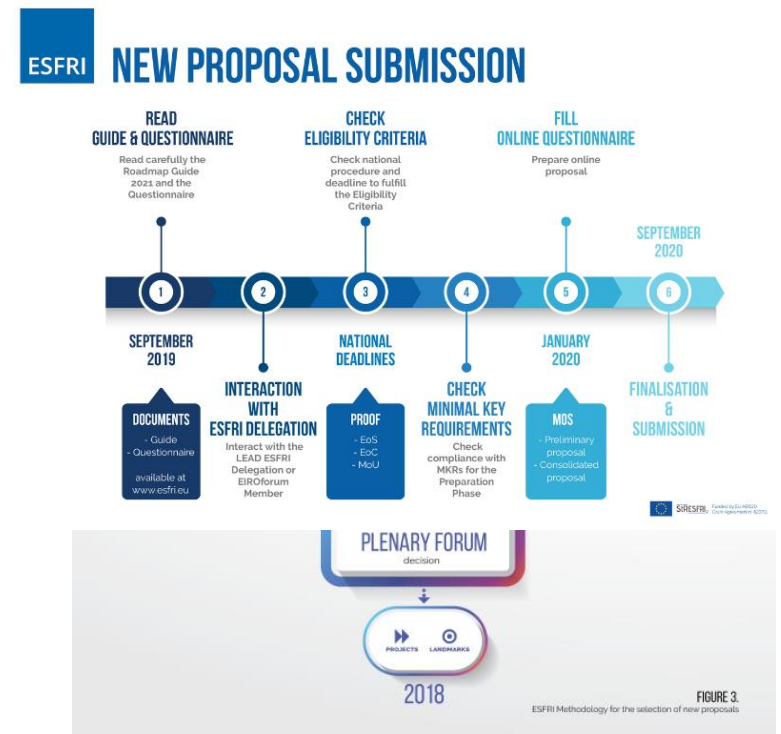 ESFRI
NEW PROPOSAL SUBMISSION
READ
GUIDE & QUESTIONNAIRE
Read carefully the
Roadmap Guide
2021 and the
Questionnaire
CHECK
ELIGIBILITY CRITERIA
Check national
procedure and
deadline to fulfill
the Eligibility
Criteria
FILL
ONLINE QUESTIONNAIRE
Prepare online
proposal
SEPTEMBER
2020
1
2
3
4
5
6
SEPTEMBER
2019
DOCUMENTS
- Guide
- Questionnaire
available at
www.esfri.eu
INTERACTION
WITH
ESFRI DELEGATION
Interact with the
LEAD ESFRI
Delegation or
EIROforum
Member
NATIONAL
DEADLINES
PROOF
- EoS
- EoC
- MoU
CHECK
MINIMAL KEY
REQUIREMENTS
Check
compliance with
MKRs for the
Preparation
Phase
JANUARY
2020
MOS
- Preliminary
proposal
- Consolidated
proposal
FINALISATION
&
SUBMISSION
PLENARY FORUM
decision
PROJECTS LANDMARKS
2018
FIGURE 3.
ESFRI Methodology for the selection of new proposals